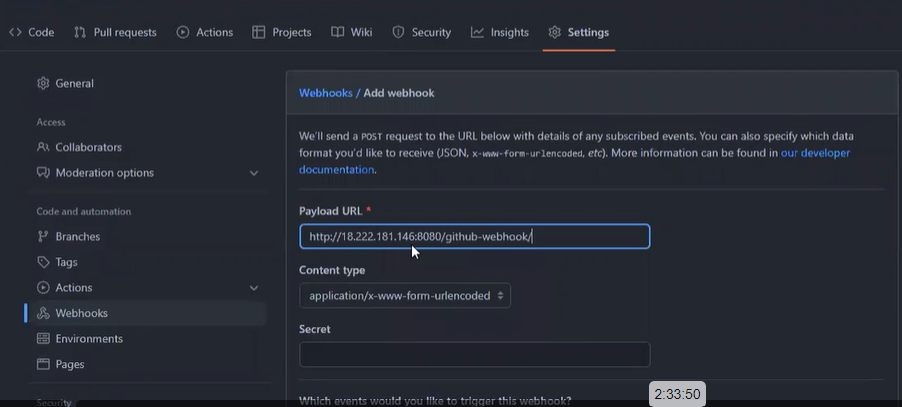 Code Pull requests Actions Projects Wiki Security Insights Settings
General
Access
Collaborators
Moderation options
Code and automation
Branches
Tags
Actions
Webhooks
Environments
Pages
Security
Webhooks / Add webhook
We'll send a POST request to the URL below with details of any subscribed events. You can also specify which data
format you'd like to receive (JSON, x-www-form-urlencoded, etc). More information can be found in our developer
documentation.
Payload URL *
http://18.222.181.146:8080/github-webhook/
Content type
application/x-www-form-urlencoded
Secret
Which events would you like to trigger this webhook?
2:33:50